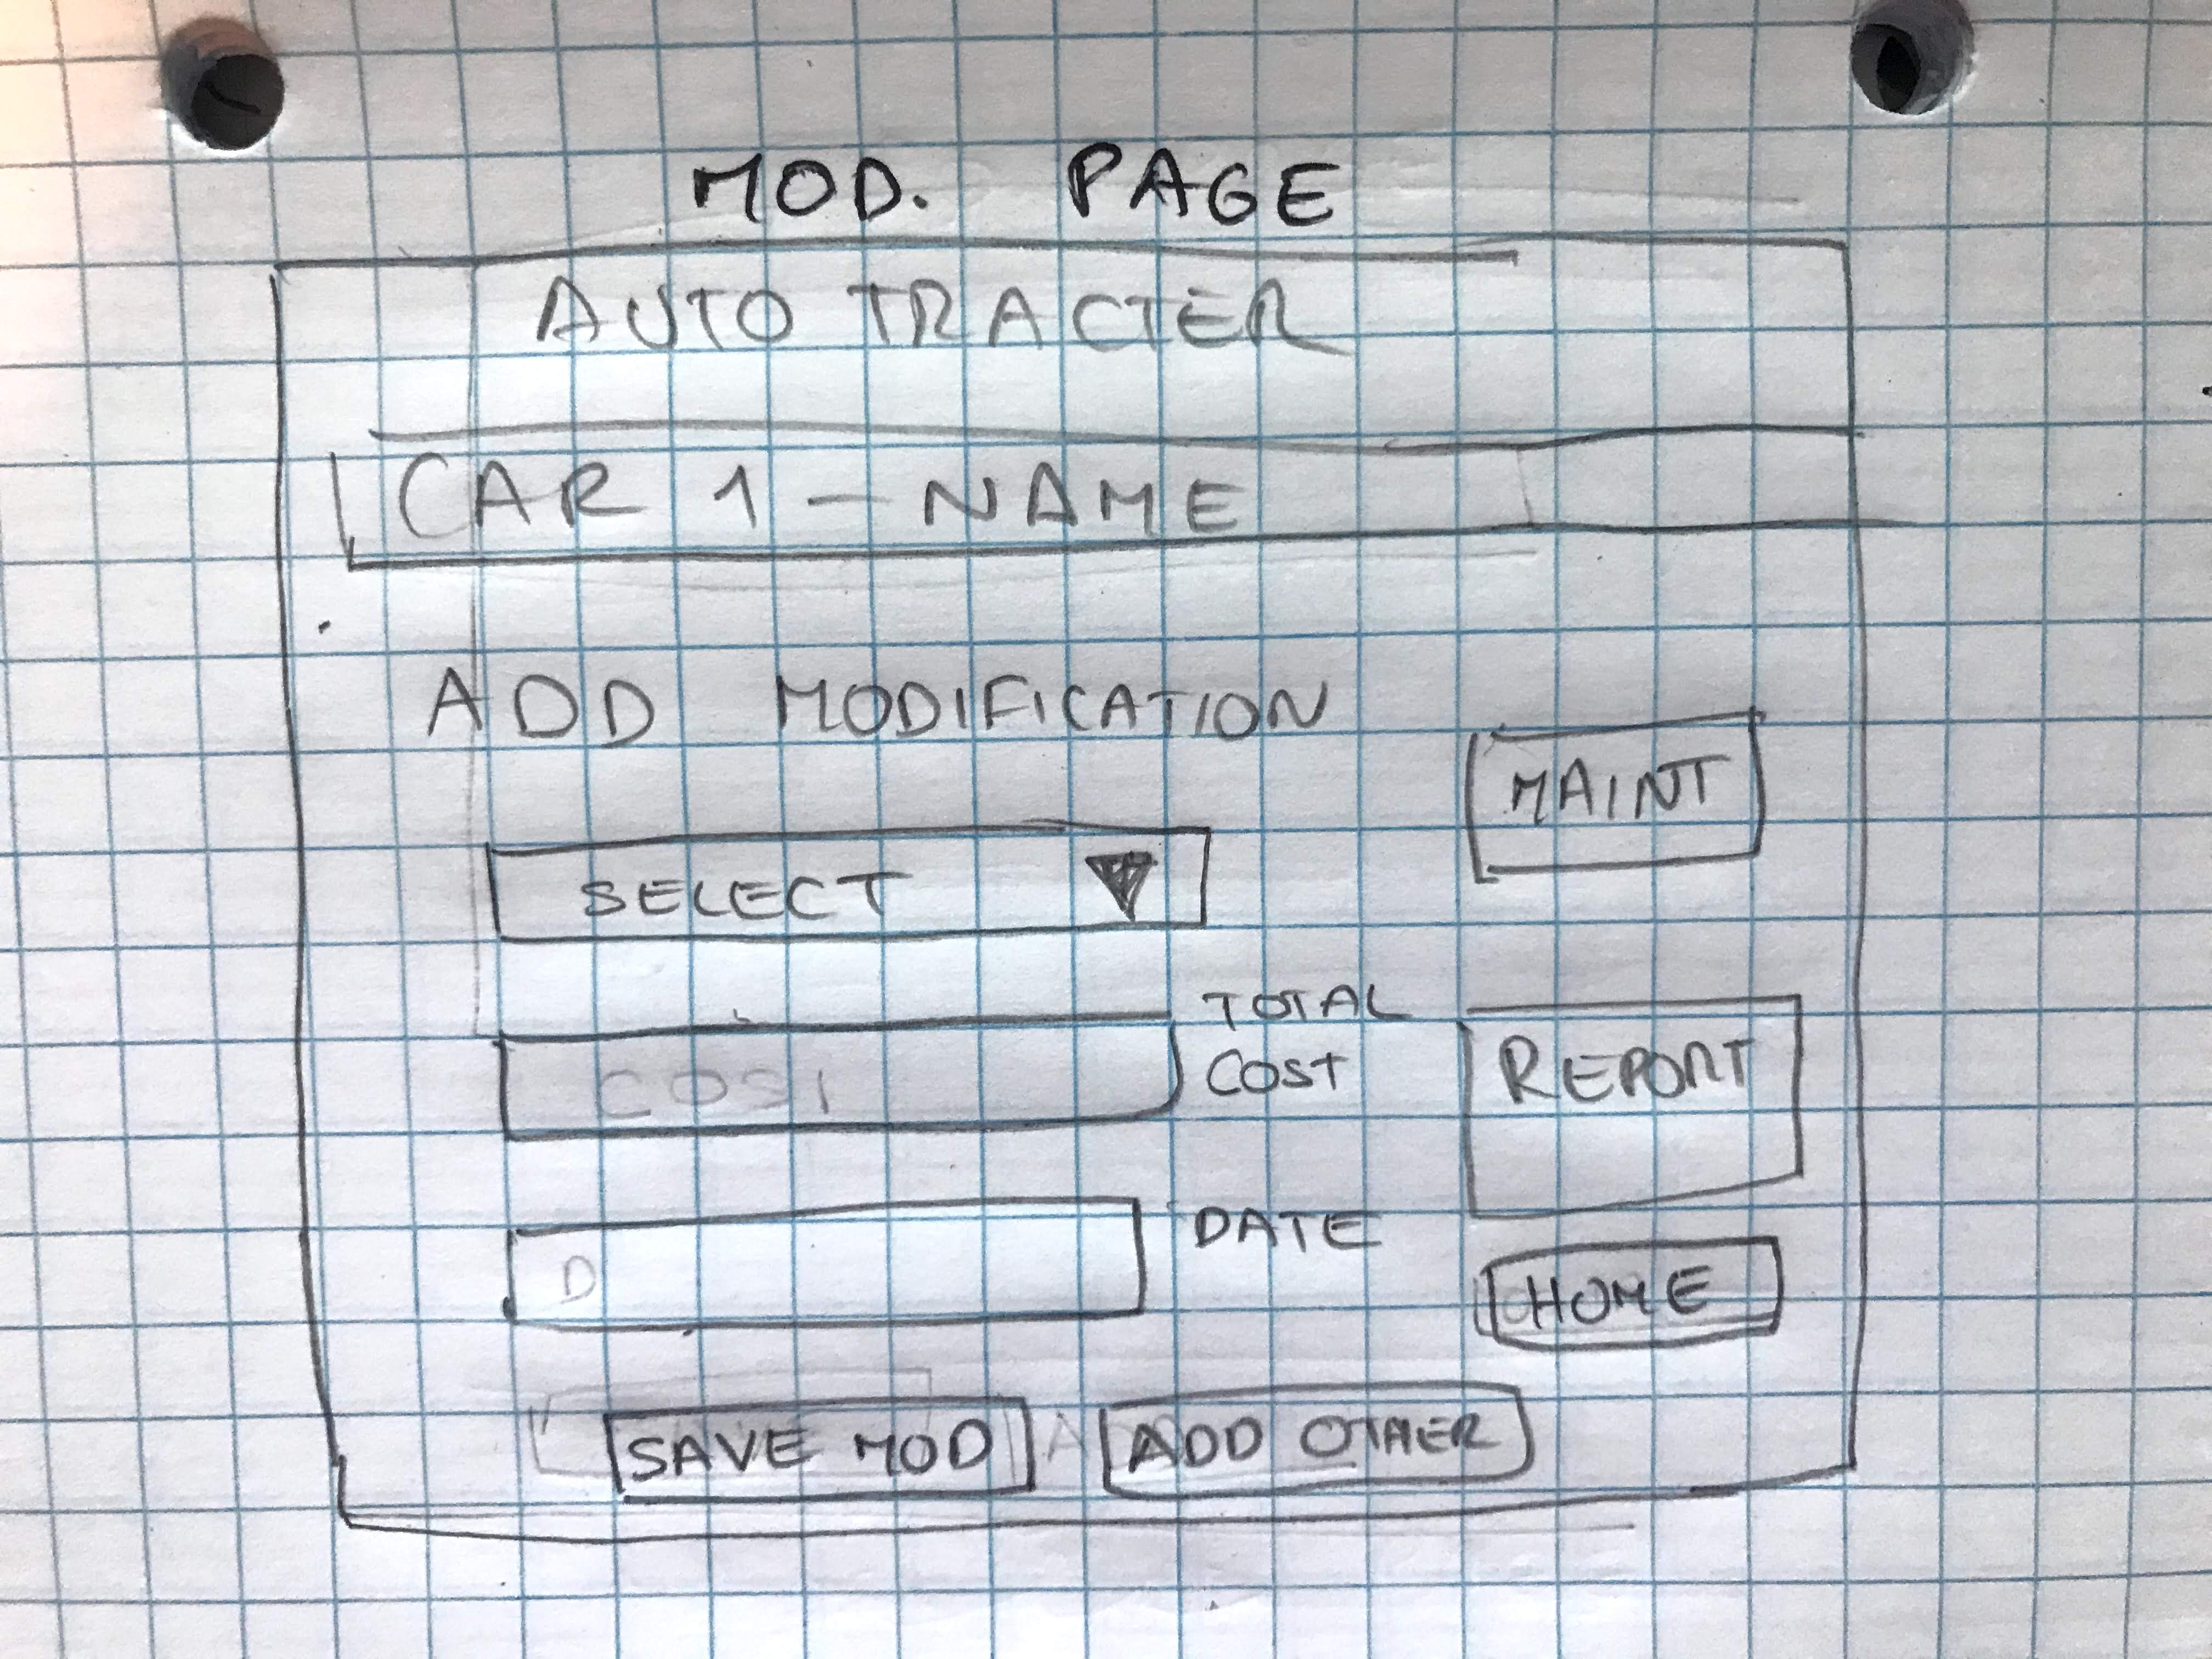 MOD. PAGE
AUTO TRACTER
CAR 1 - NAME
ADD MODIFICATION
MAINT
SELECT
TOTAL
COST
COST
REPORT
DATE
D
HOME
SAVE MOD
ADD OTHER